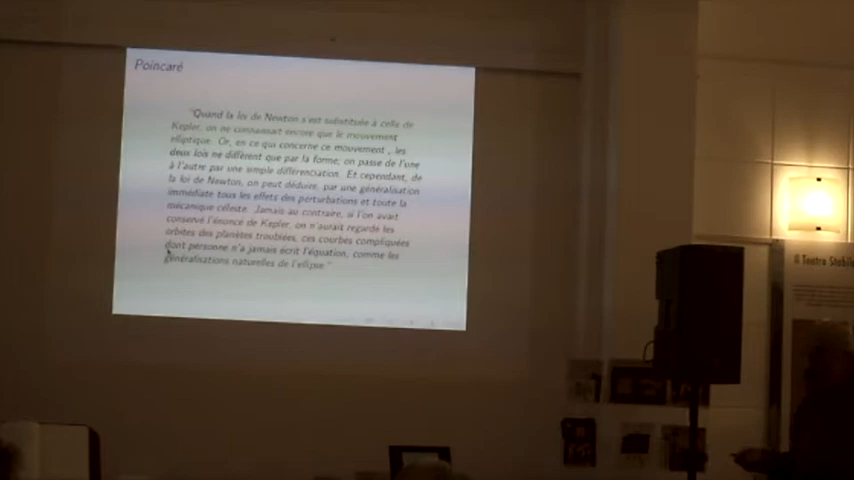 Poincaré
"Quand la loi de Newton s'est substituée à celle de
Kepler, on ne connaissait encore que le mouvement
elliptique. Or, en ce qui concerne ce mouvement , les
deux lois ne diffèrent que par la forme; on passe de l'une
à l'autre par une simple différenciation. Et cependant, de
la loi de Newton, on peut déduire, par une généralisation
immédiate tous les effets des perturbations et toute la
mécanique céleste. Jamais au contraire, si l'on avait
conservé l'énoncé de Kepler, on n'aurait regardé les
orbites des planètes troublées, ces courbes compliquées
dont personne n'a jamais écrit l'équation, comme les
généralisations naturelles de l'ellipse."
Il Teatro Stabile